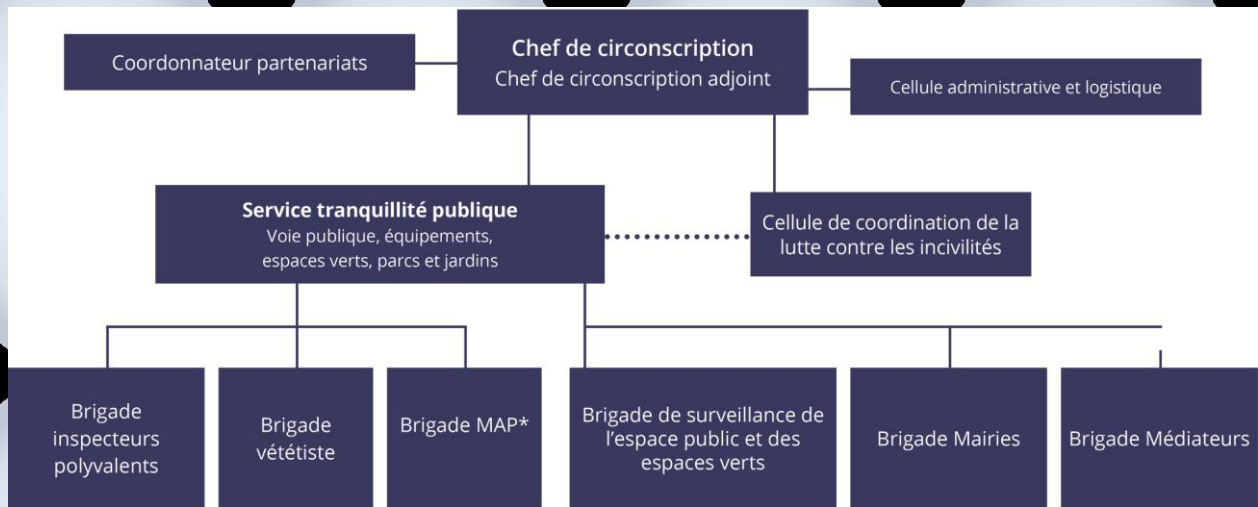 Chef de circonscription
Chef de circonscription adjoint
Coordonnateur partenariats
Cellule administrative et logistique
Service tranquillité publique
Voie publique, équipements,
espaces verts, parcs et jardins
Cellule de coordination de la
lutte contre les incivilités
Brigade
inspecteurs
polyvalents
Brigade
vététiste
Brigade MAP*
Brigade de surveillance de
l’espace public et des
espaces verts
Brigade Mairies
Brigade Médiateurs